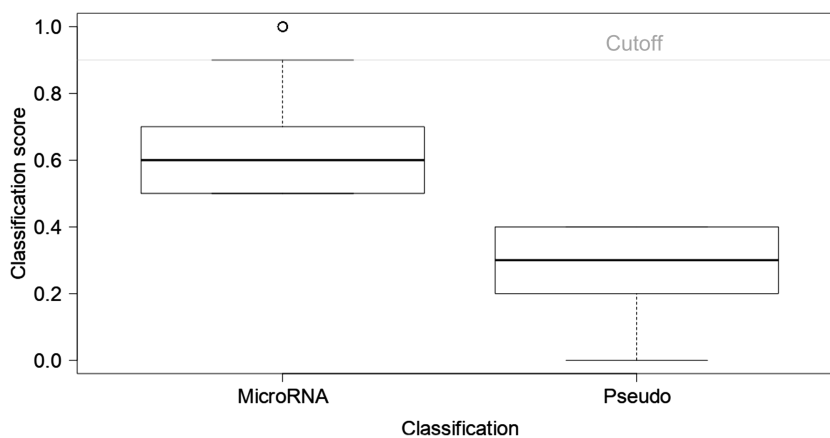 1.0
Cutoff
0.8
0.6
0.4
0.2
0.0
Classification score
MicroRNA
Pseudo
Classification